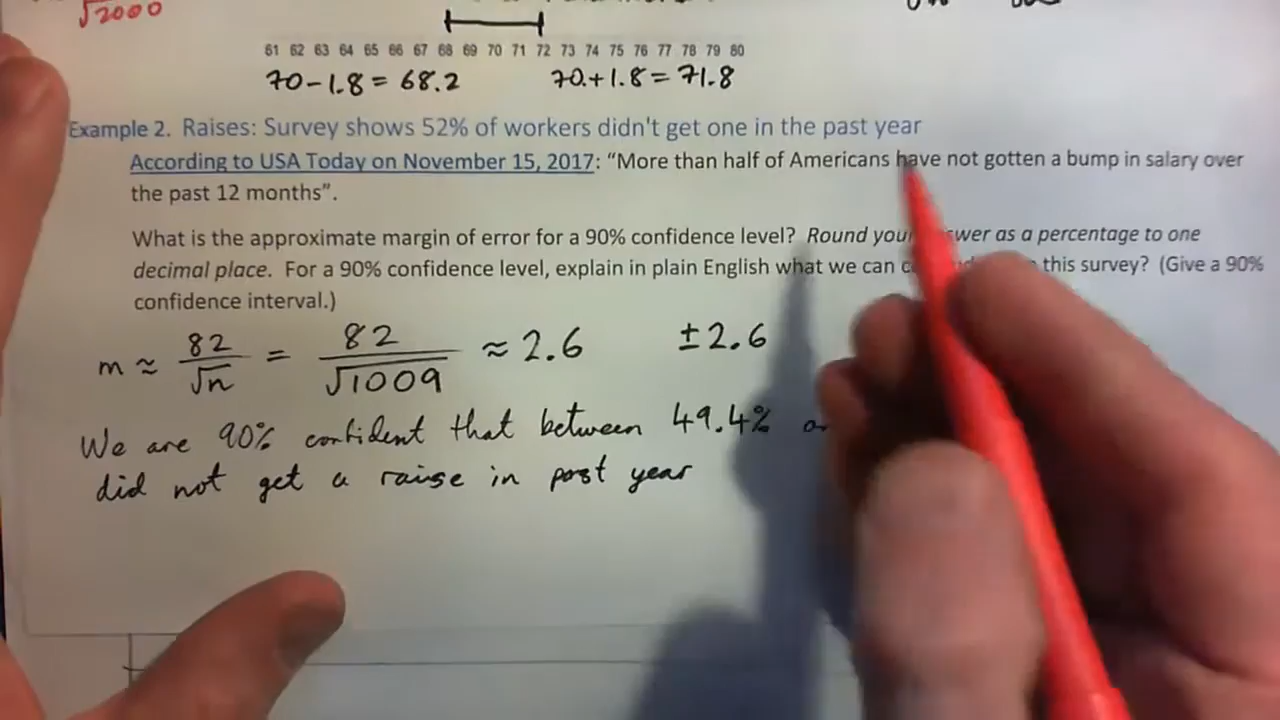 √2000
61 62 63 64 65 66 67 68 69 70 71 72 73 74 75 76 77 78 79 80
70-1.8 = 68.2 70+1.8 = 71.8
Example 2. Raises: Survey shows 52% of workers didn't get one in the past year
According to USA Today on November 15, 2017: “More than half of Americans have not gotten a bump in salary over
the past 12 months”.
What is the approximate margin of error for a 90% confidence level? Round your as a percentage to one
decimal place. For a 90% confidence level, explain in plain English what we can this survey? (Give a 90%
confidence interval.)
m ≈ 82/√n = 82/√1009 ≈ 2.6 ±2.6
We are 90% confident that between 49.4%
did not get a raise in past year